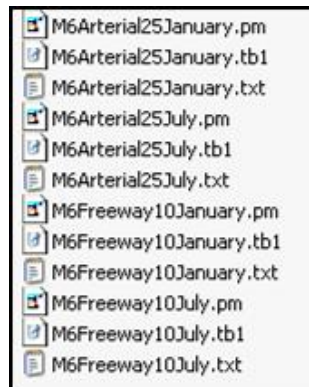 M6Arterial25January.pm
M6Arterial25January.tb1
M6Arterial25January.txt
M6Arterial25July.pm
M6Arterial25July.tb1
M6Arterial25July.txt
M6Freeway10January.pm
M6Freeway10January.tb1
M6Freeway10January.txt
M6Freeway10July.pm
M6Freeway10July.tb1
M6Freeway10July.txt